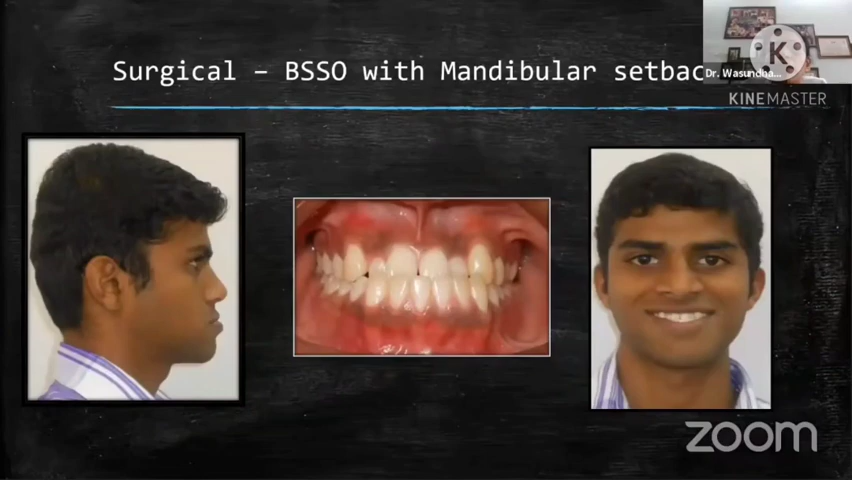 Surgical – BSSO with Mandibular setbac
Dr. Wasundha...
K
KINEMASTER
zoom